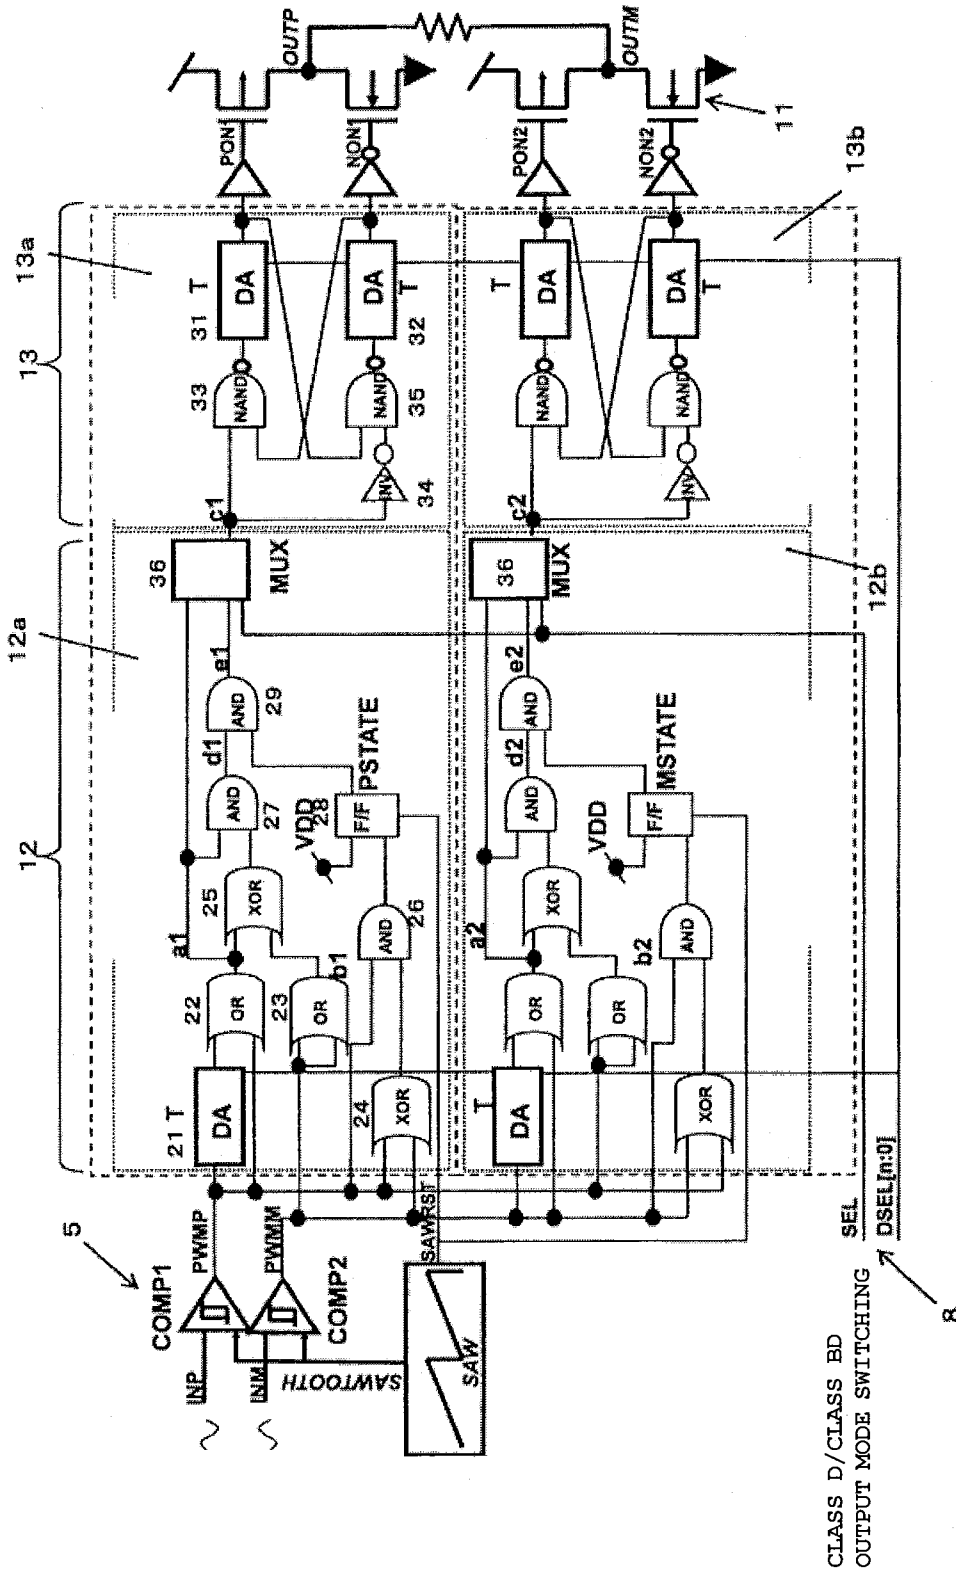 12
13
12a
13a
5
COMP1
INP
PWMP
21 T
DA
22
OR
a1
25
XOR
AND
27
d1
AND
29
e1
36
MUX
c1
33
NAND
31
T
DA
PON1
OUTP
INM
PWMM
COMP2
23
OR
b1
VDD
28
F/F
PSTATE
34
INV
35
NAND
32
DA
T
NON1
SAWTOOTH
24
XOR
AND
26
SAW
SAWRST
T
DA
OR
a2
XOR
AND
d2
AND
e2
36
MUX
c2
NAND
T
DA
PON2
OUTM
OR
b2
VDD
F/F
MSTATE
INV
NAND
DA
T
NON2
XOR
AND
11
12b
13b
SEL
DSEL[n:0]
8
CLASS D/CLASS BD
OUTPUT MODE SWITCHING